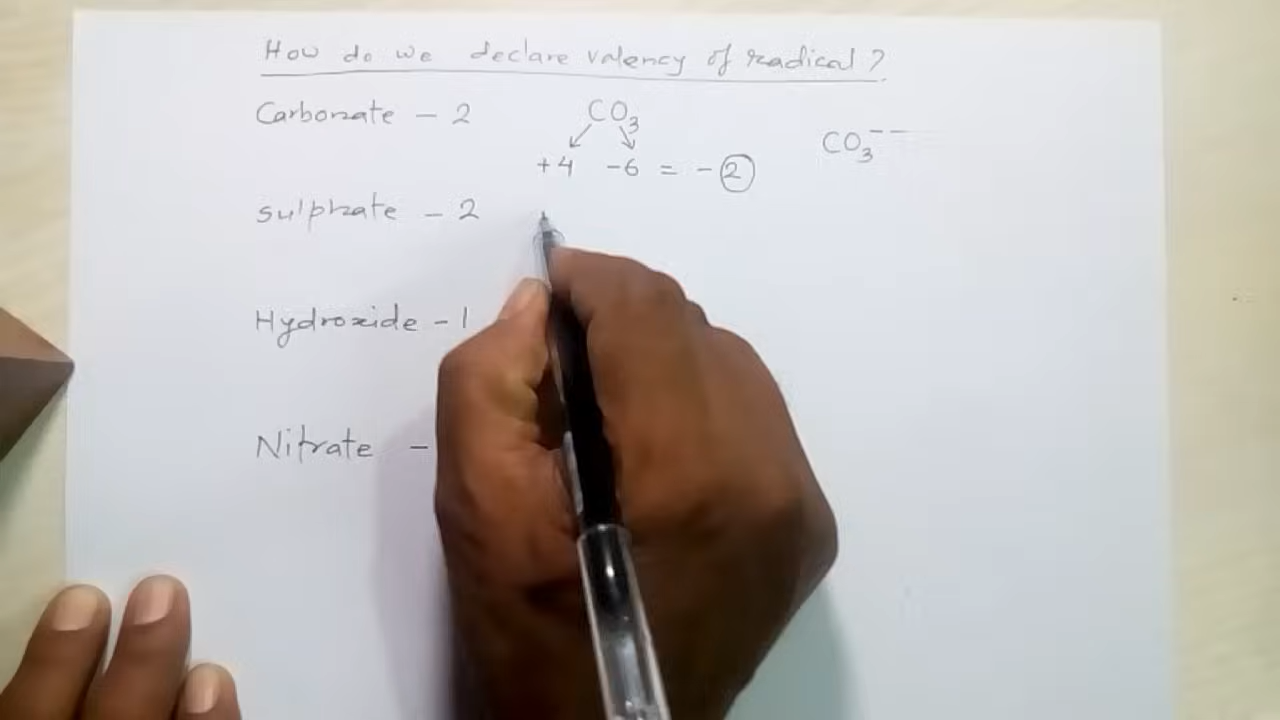 How do we declare valency of radical?
Carbonate - 2 CO3 CO3--
+4 -6 = -2
Sulphate - 2
Hydroxide - 1
Nitrate -